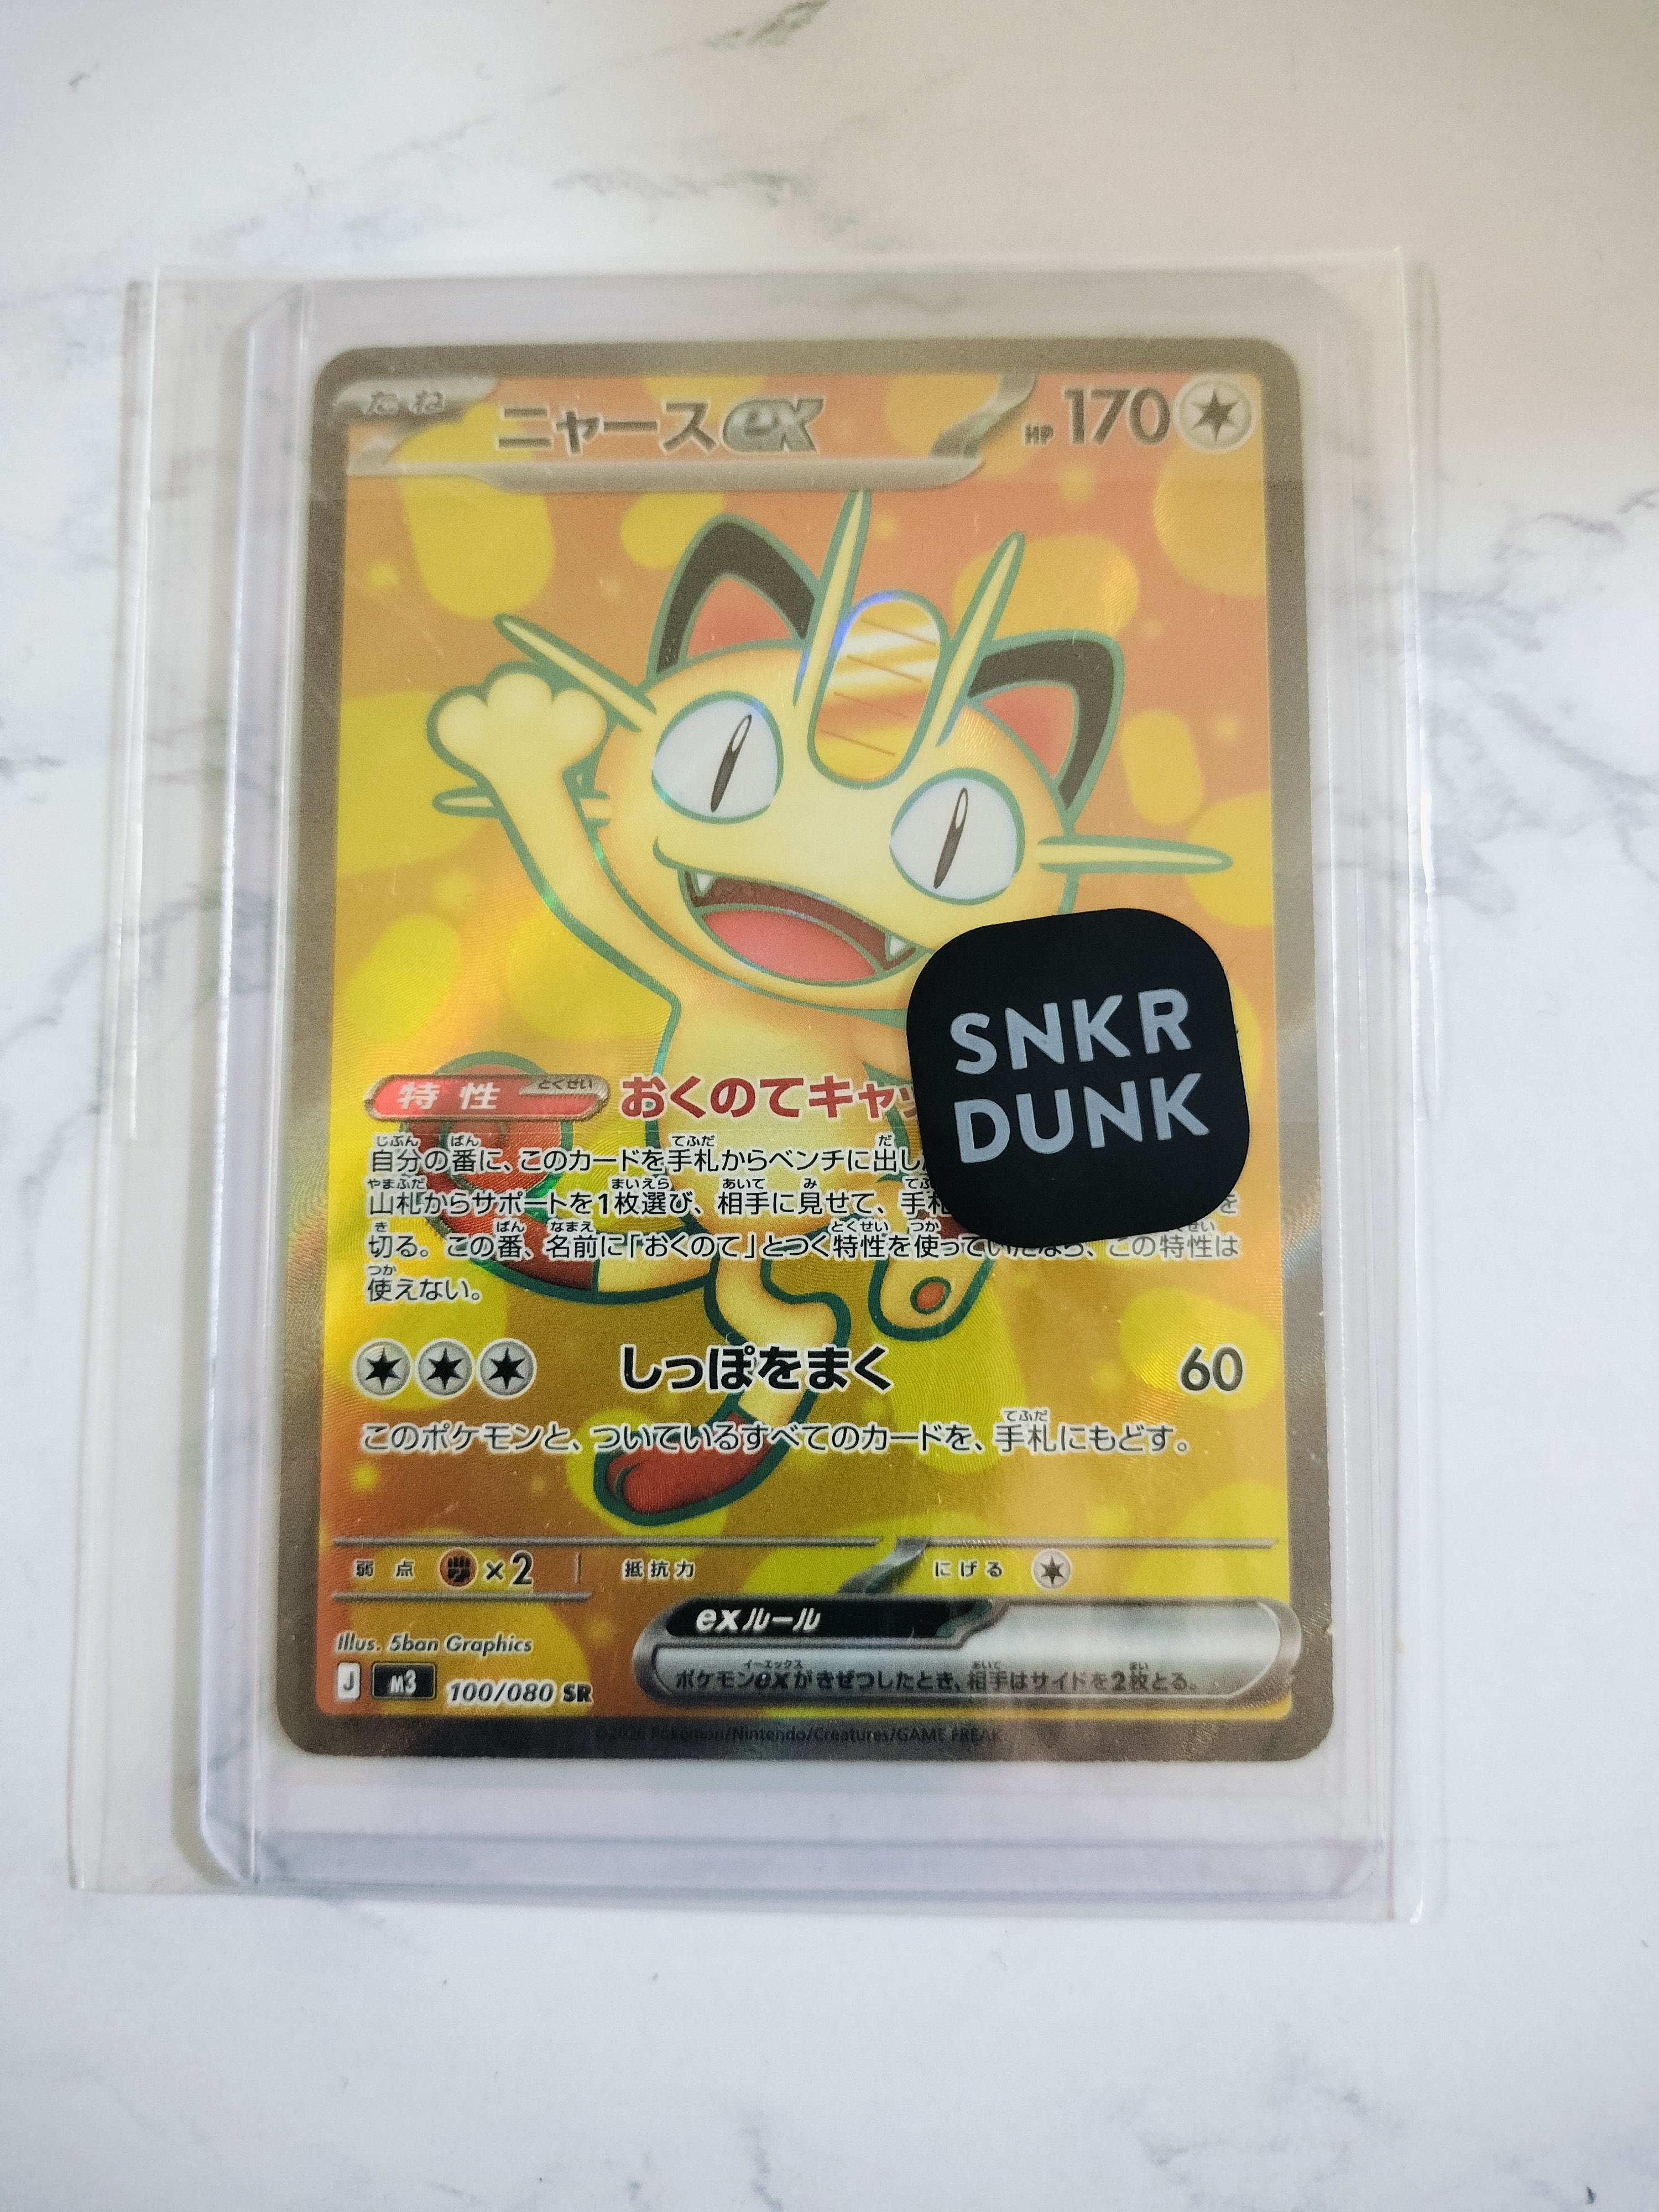 たね ニャースex HP 170
特性 とくせい おくのてキャッ
じぶん ばん てふだ だ
自分の番に、このカードを手札からベンチに出し
やまふだ まいえら あいて み
山札からサポートを1枚選び、相手に見せて、手札 を
き ばん なまえ とくせい つか
切る。この番、名前に「おくのて」とつく特性を使っていたなら、この特性は
つか
使えない。
SNKR
DUNK
しっぽをまく 60
てふだ
このポケモンと、ついているすべてのカードを、手札にもどす。
弱点 ×2 抵抗力 にげる
exルール
イーエックス あいて まい
ポケモンexがきぜつしたとき、相手はサイドを2枚とる。
Illus. 5ban Graphics
J M3 100/080 SR
©2026 Pokémon/Nintendo/Creatures/GAME FREAK